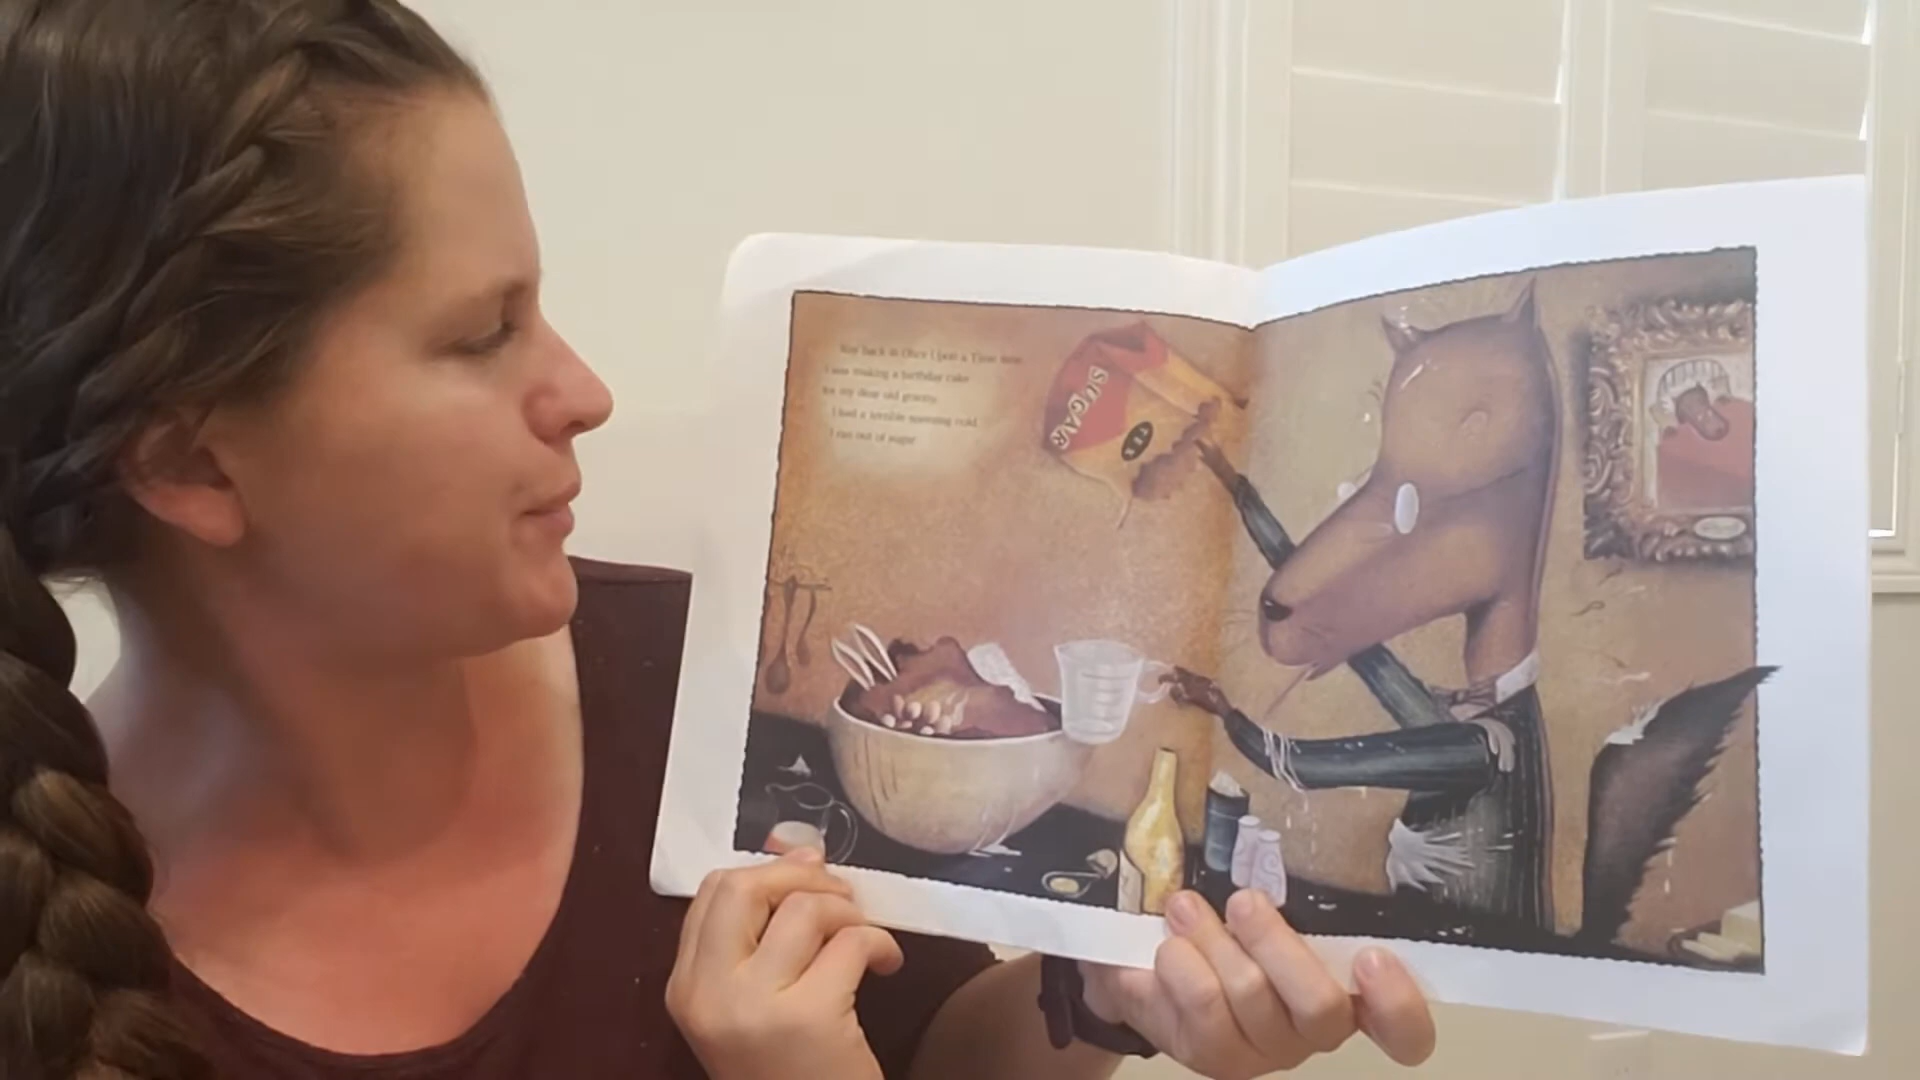 Way back in Once Upon a Time time,
I was making a birthday cake
for my dear old granny.
I had a terrible sneezing cold.
I ran out of sugar.
SUGAR